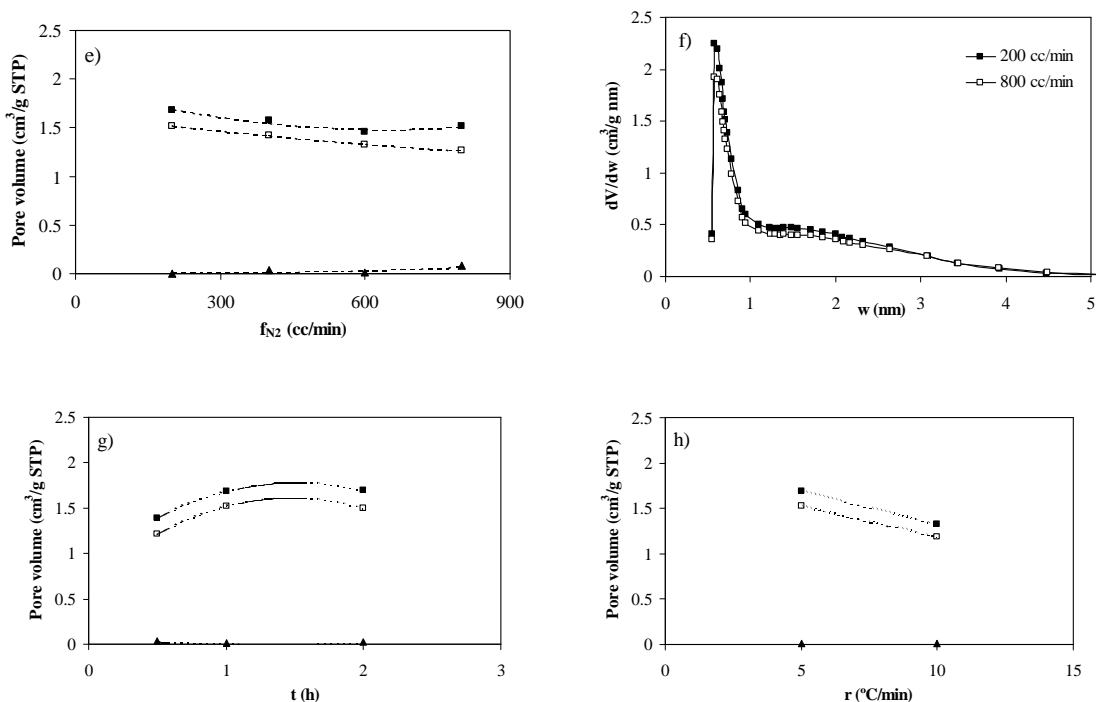 e)
Pore volume (cm³/g STP)
2.5
2
1.5
1
0.5
0
0 300 600 900
f_N2 (cc/min)
f)
200 cc/min
800 cc/min
dV/dw (cm³/g nm)
2.5
2
1.5
1
0.5
0
0 1 2 3 4 5
w (nm)
g)
Pore volume (cm³/g STP)
2.5
2
1.5
1
0.5
0
0 1 2 3
t (h)
h)
Pore volume (cm³/g STP)
2.5
2
1.5
1
0.5
0
0 5 10 15
r (ºC/min)